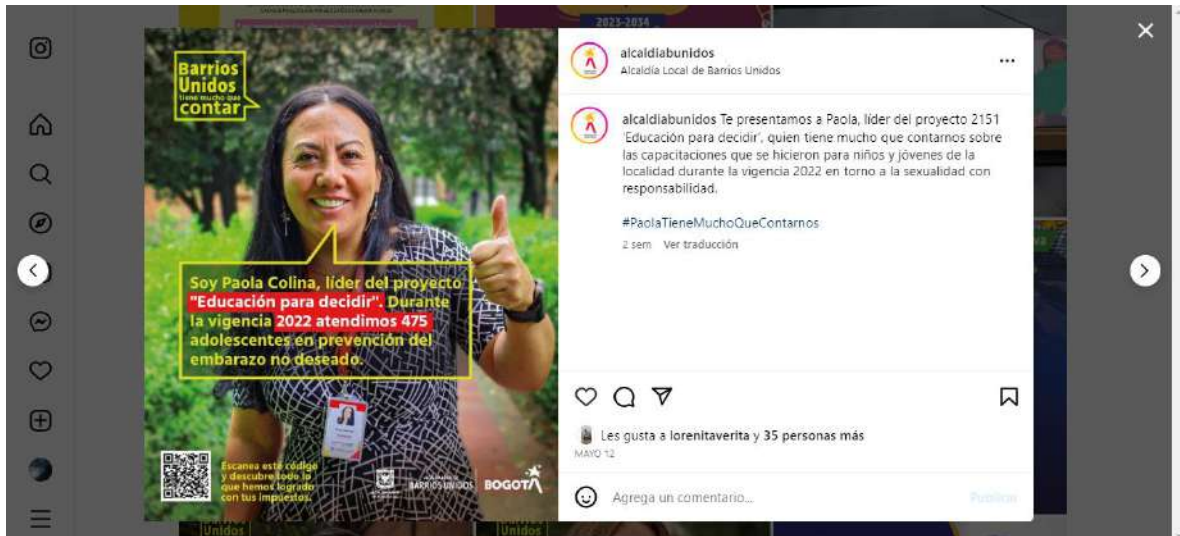 2023-2034
Barrios
Unidos
tiene mucho que
contar
Soy Paola Colina, líder del proyecto
"Educación para decidir". Durante
la vigencia 2022 atendimos 475
adolescentes en prevención del
embarazo no deseado.
Escanea este código
y descubre todo lo
que hemos logrado
con tus impuestos.
BARRIOS UNIDOS
BOGOTÁ
alcaldiabunidos
Alcaldía Local de Barrios Unidos
alcaldiabunidos Te presentamos a Paola, líder del proyecto 2151
'Educación para decidir', quien tiene mucho que contarnos sobre
las capacitaciones que se hicieron para niños y jóvenes de la
localidad durante la vigencia 2022 en torno a la sexualidad con
responsabilidad.
#PaolaTieneMuchoQueContarnos
2 sem Ver traducción
Les gusta a lorenitaverita y 35 personas más
MAYO 12
Agrega un comentario...
Publicar
Unidos
Unidos